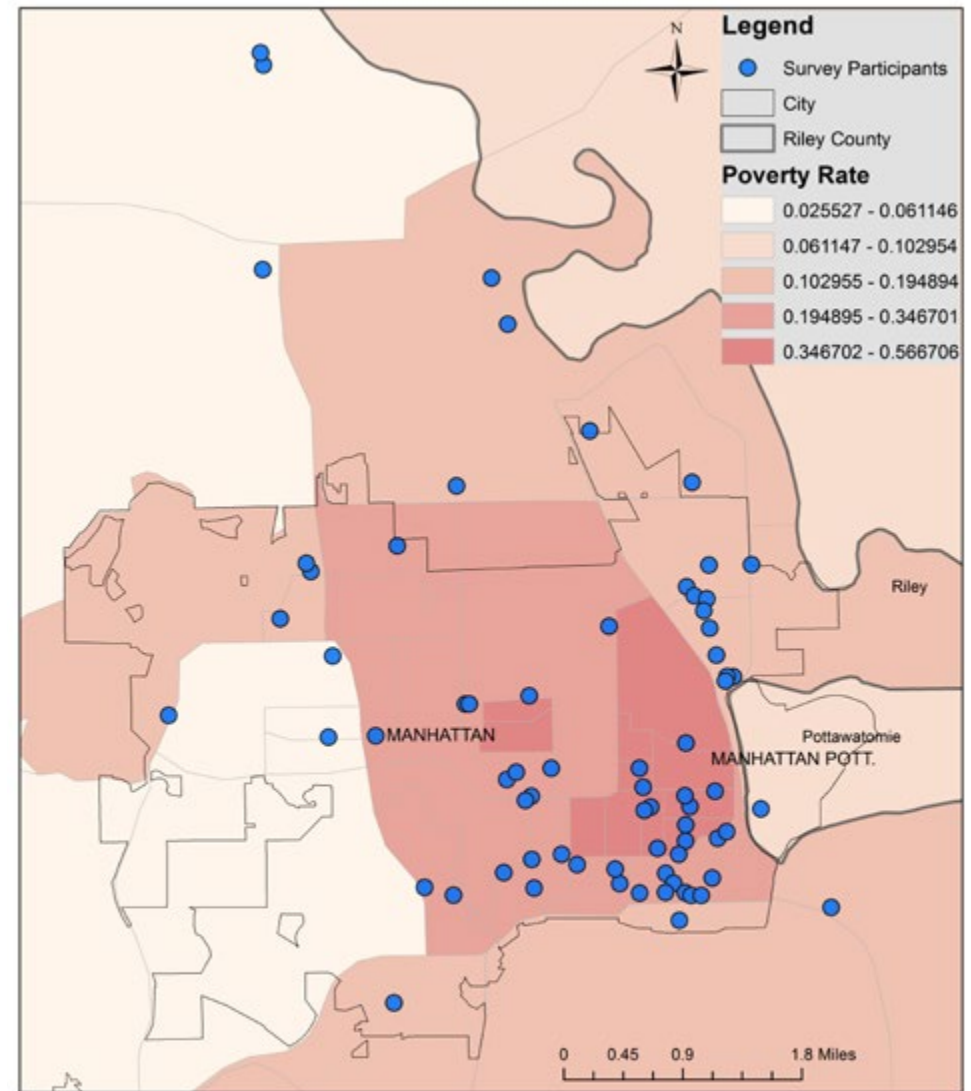 N
Legend
Survey Participants
City
Riley County
Poverty Rate
0.025527 - 0.061146
0.061147 - 0.102954
0.102955 - 0.194894
0.194895 - 0.346701
0.346702 - 0.566706
Riley
Pottawatomie
MANHATTAN
MANHATTAN POTT.
0 0.45 0.9 1.8 Miles